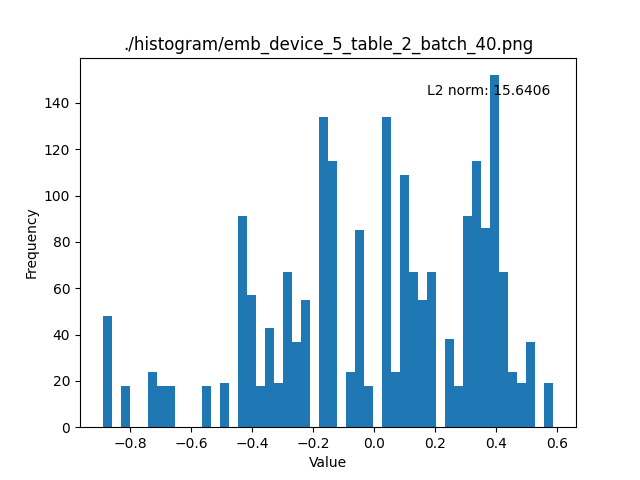 ./histogram/emb_device_5_table_2_batch_40.png
L2 norm: 15.6406
140
120
100
80
60
40
20
0
Frequency
−0.8 −0.6 −0.4 −0.2 0.0 0.2 0.4 0.6
Value